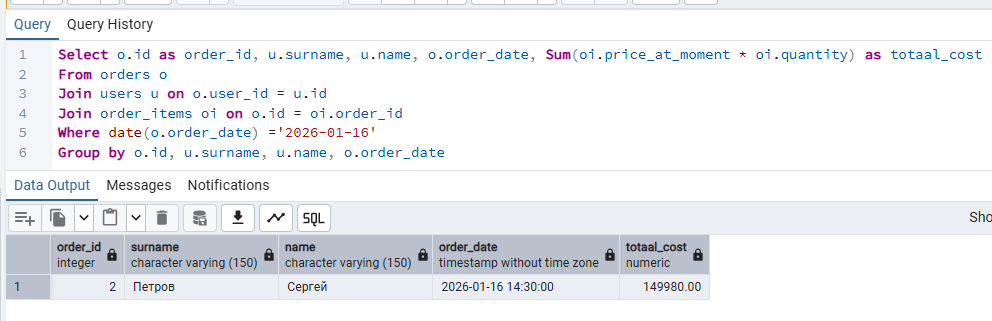 Query Query History
1 Select o.id as order_id, u.surname, u.name, o.order_date, Sum(oi.price_at_moment * oi.quantity) as totaal_cost
2 From orders o
3 Join users u on o.user_id = u.id
4 Join order_items oi on o.id = oi.order_id
5 Where date(o.order_date) ='2026-01-16'
6 Group by o.id, u.surname, u.name, o.order_date
Data Output Messages Notifications
SQL Sho
order_id surname name order_date totaal_cost
integer character varying (150) character varying (150) timestamp without time zone numeric
1 2 Петров Сергей 2026-01-16 14:30:00 149980.00